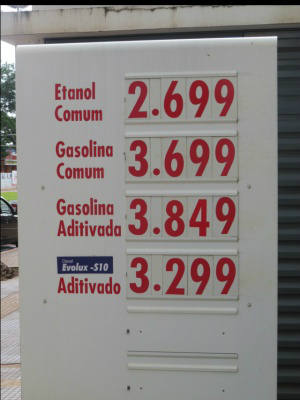 Etanol
Comum 2.699
Gasolina
Comum 3.699
Gasolina
Aditivada 3.849
Diesel
Evolux -S10
Aditivado 3.299